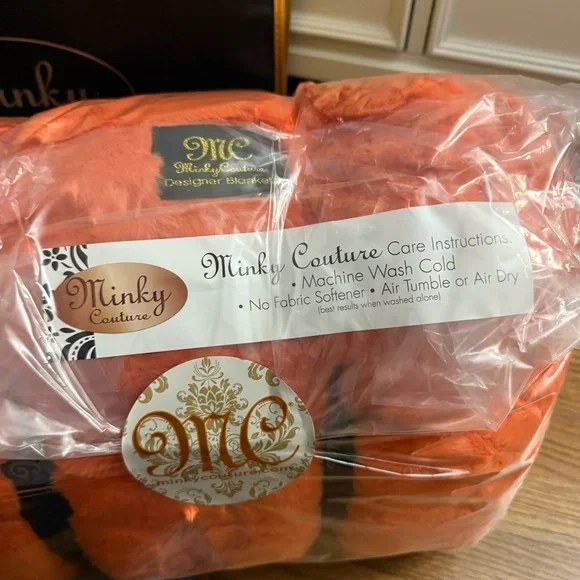 MC
Minky Couture
Designer Blanket
Minky Couture Care Instructions:
• Machine Wash Cold
• No Fabric Softener • Air Tumble or Air Dry
(best results when washed alone)
Minky
Couture
MC
minkycouture.com